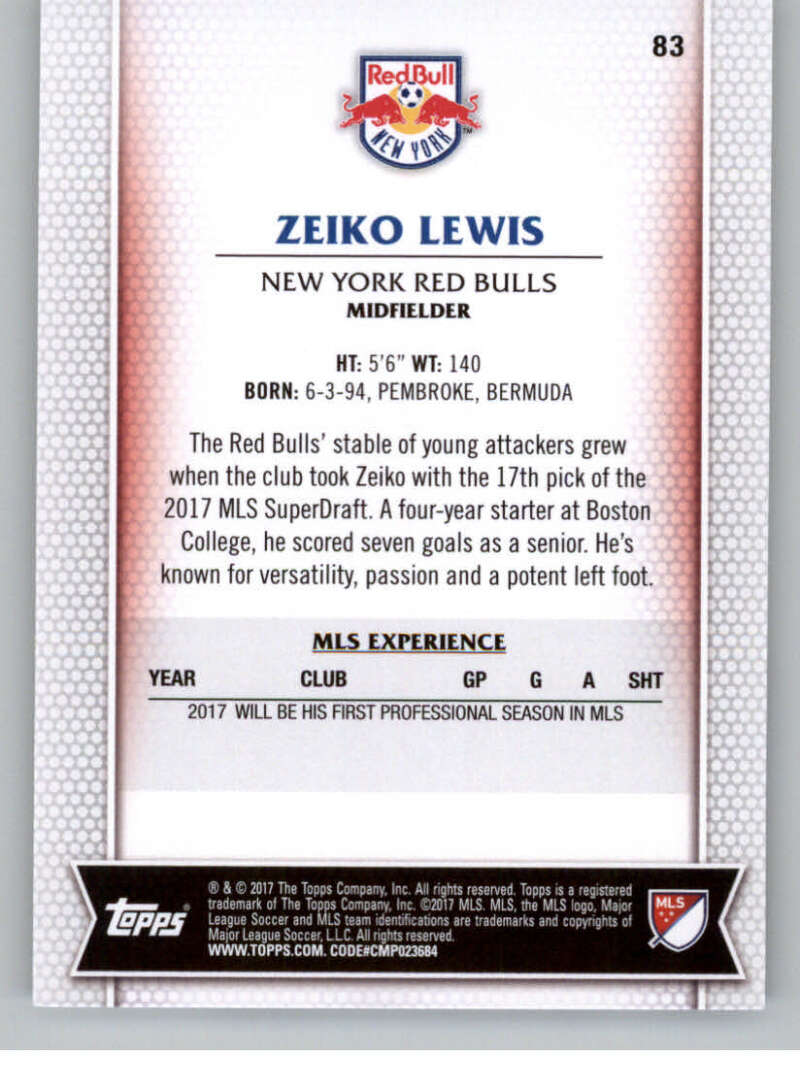 83
Red Bull
NEW YORK
TM
ZEIKO LEWIS
NEW YORK RED BULLS
MIDFIELDER
HT: 5'6" WT: 140
BORN: 6-3-94, PEMBROKE, BERMUDA
The Red Bulls' stable of young attackers grew
when the club took Zeiko with the 17th pick of the
2017 MLS SuperDraft. A four-year starter at Boston
College, he scored seven goals as a senior. He's
known for versatility, passion and a potent left foot.
MLS EXPERIENCE
YEAR CLUB GP G A SHT
2017 WILL BE HIS FIRST PROFESSIONAL SEASON IN MLS
Topps®
® & © 2017 The Topps Company, Inc. All rights reserved. Topps is a registered
trademark of The Topps Company, Inc. ©2017 MLS. MLS, the MLS logo, Major
League Soccer and MLS team identifications are trademarks and copyrights of
Major League Soccer, L.L.C. All rights reserved.
WWW.TOPPS.COM. CODE#CMP023684
MLS